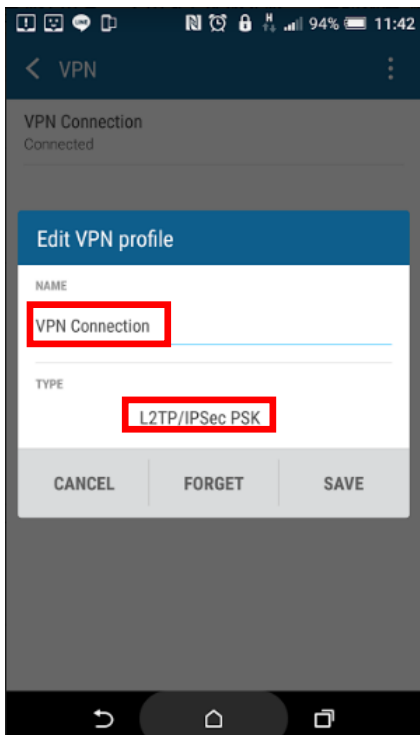 94% 11:42
VPN
VPN Connection
Connected
Edit VPN profile
NAME
VPN Connection
TYPE
L2TP/IPSec PSK
CANCEL FORGET SAVE